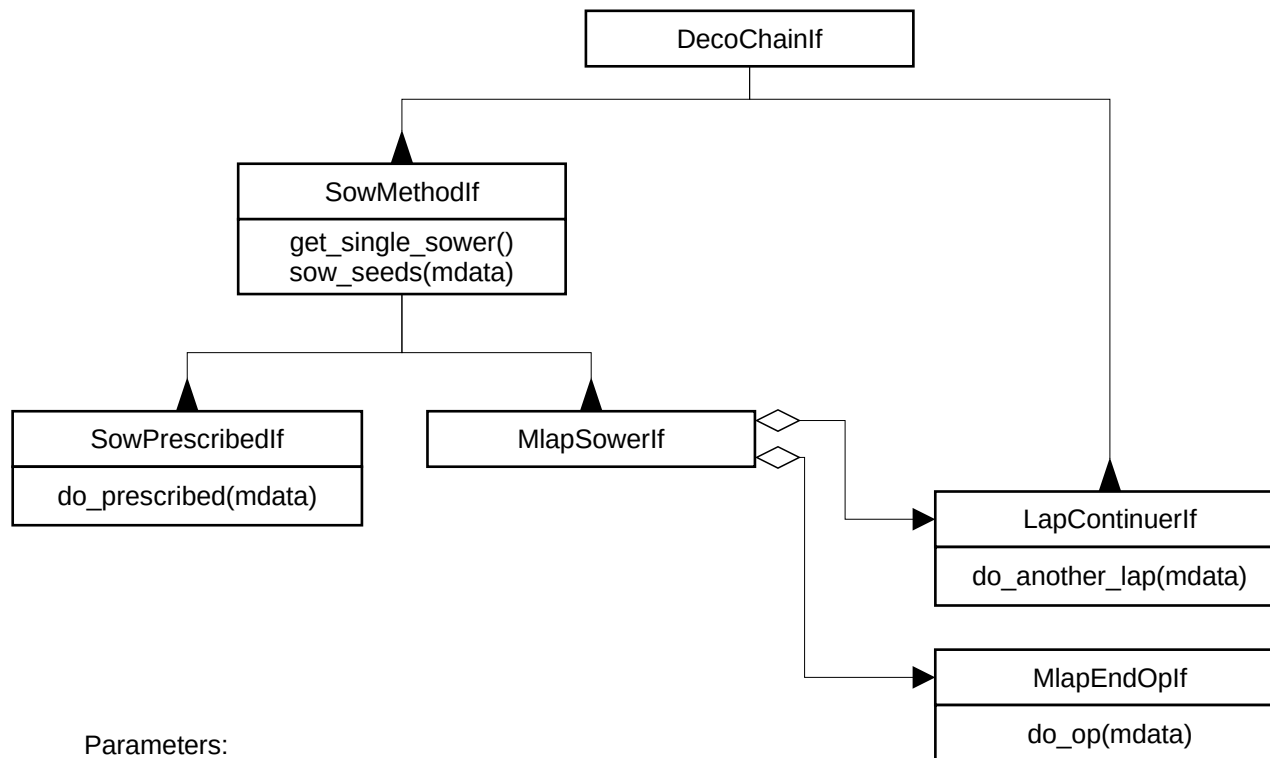 DecoChainIf
SowMethodIf
get_single_sower()
sow_seeds(mdata)
SowPrescribedIf
do_prescribed(mdata)
MlapSowerIf
LapContinuerIf
do_another_lap(mdata)
MlapEndOpIf
do_op(mdata)
Parameters: